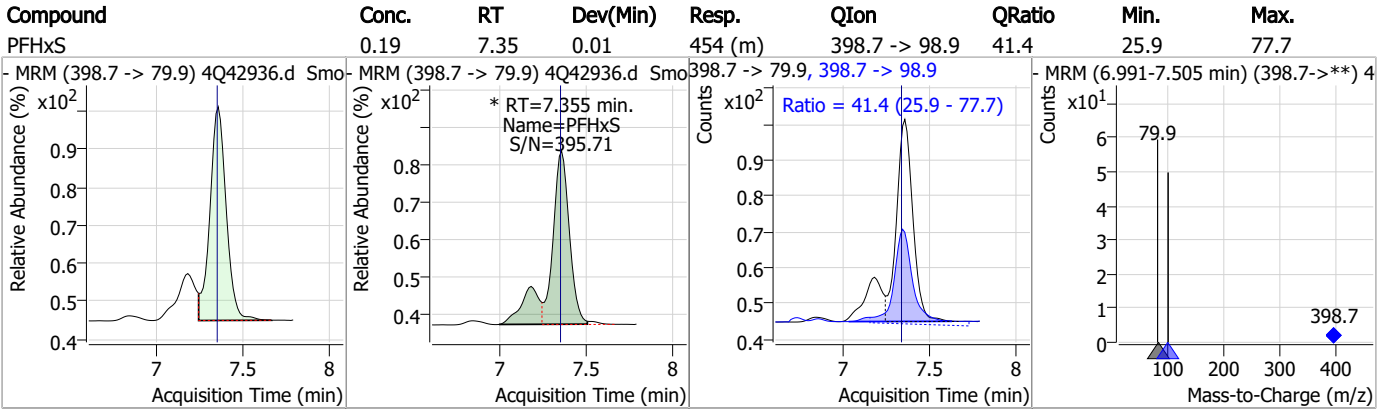 Compound Conc. RT Dev(Min) Resp. QIon QRatio Min. Max.
PFHxS 0.19 7.35 0.01 454 (m) 398.7 -> 98.9 41.4 25.9 77.7
- MRM (398.7 -> 79.9) 4Q42936.d Smo
Relative Abundance (%)
x10²
0.9
0.8
0.7
0.6
0.5
0.4
7 7.5 8
Acquisition Time (min)
- MRM (398.7 -> 79.9) 4Q42936.d Smo
Relative Abundance (%)
x10²
* RT=7.355 min.
Name=PFHxS
S/N=395.71
0.8
0.7
0.6
0.5
0.4
7 7.5 8
Acquisition Time (min)
398.7 -> 79.9, 398.7 -> 98.9
Counts
x10²
Ratio = 41.4 (25.9 - 77.7)
0.9
0.8
0.7
0.6
0.5
0.4
7 7.5 8
Acquisition Time (min)
- MRM (6.991-7.505 min) (398.7->**) 4
Counts
x10¹
79.9
6
5
4
3
2
1
0
398.7
100 200 300 400
Mass-to-Charge (m/z)